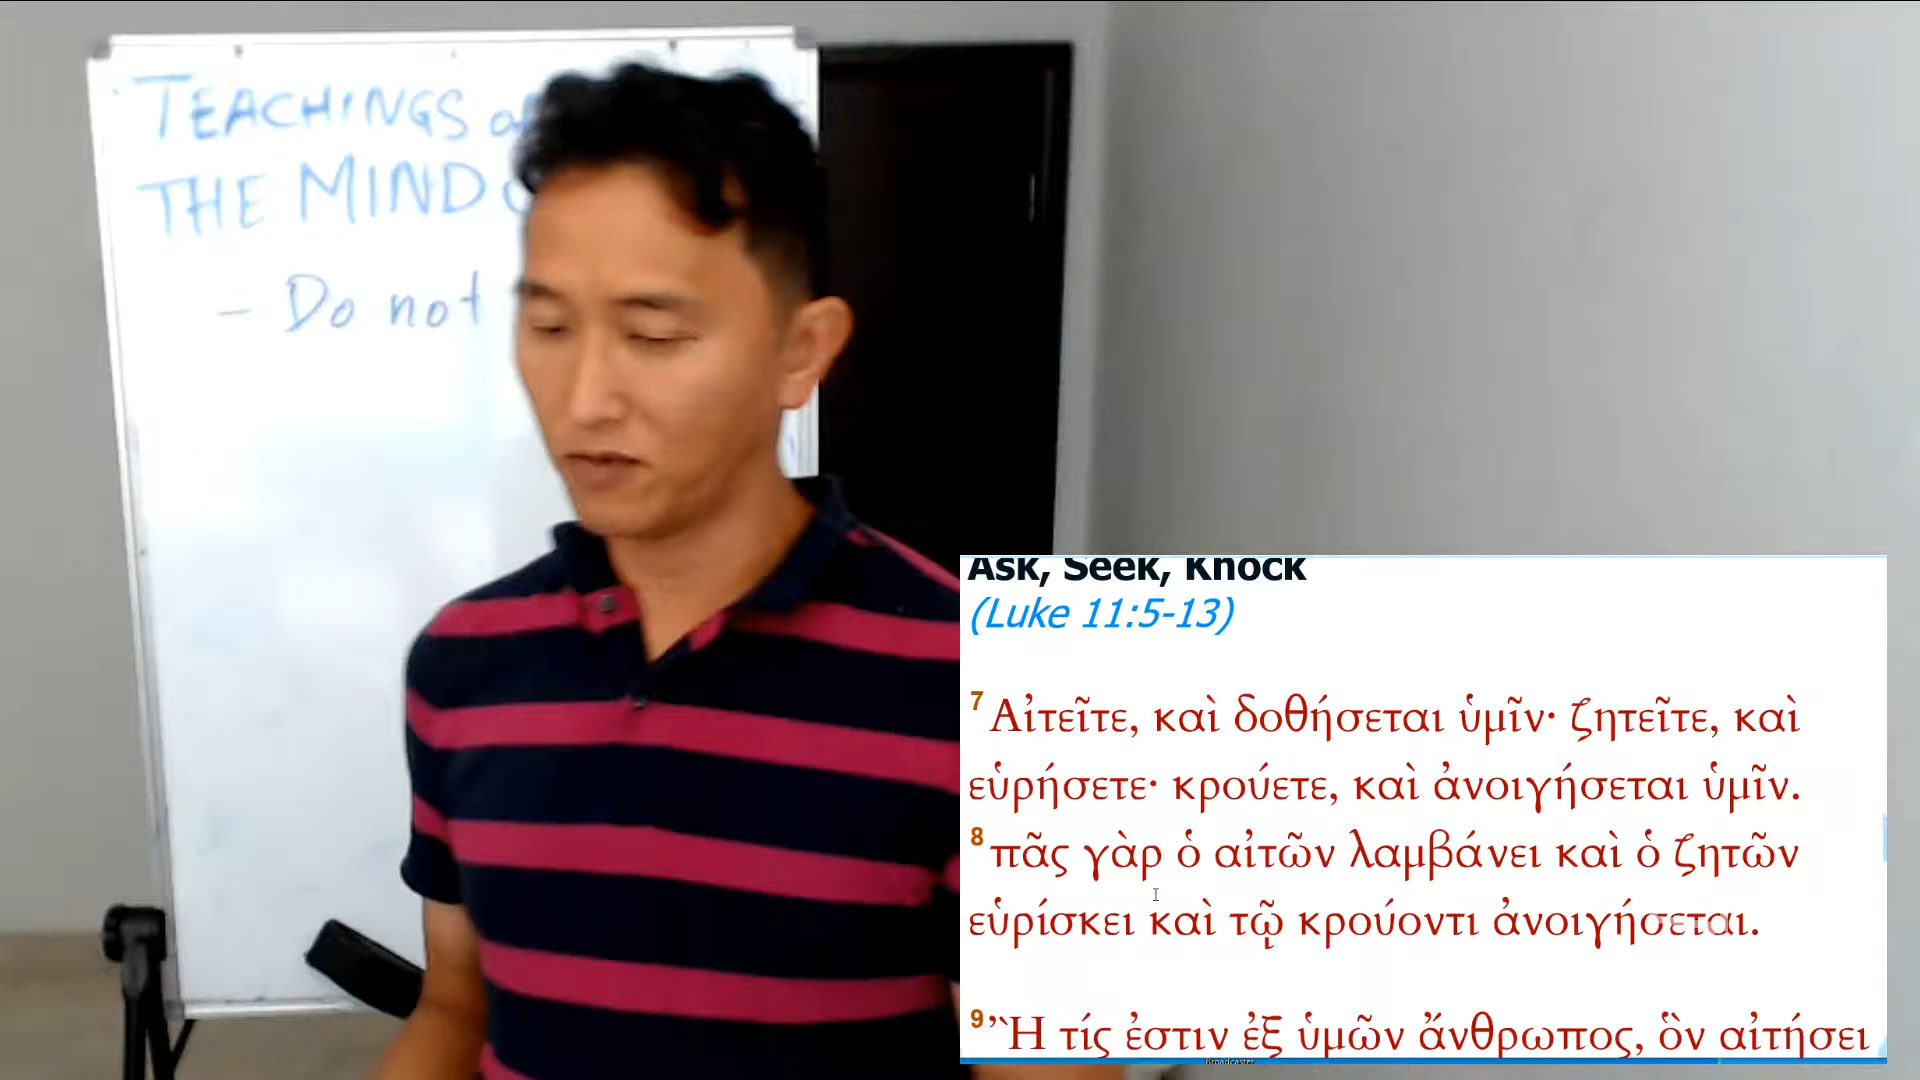 TEACHINGS
THE MIND
- Do not
Ask, Seek, Knock
(Luke 11:5-13)
7 Αἰτεῖτε, καὶ δοθήσεται ὑμῖν· ζητεῖτε, καὶ
εὑρήσετε· κρούετε, καὶ ἀνοιγήσεται ὑμῖν.
8 πᾶς γὰρ ὁ αἰτῶν λαμβάνει καὶ ὁ ζητῶν
εὑρίσκει καὶ τῷ κρούοντι ἀνοιγήσεται.
9 Ἢ τίς ἐστιν ἐξ ὑμῶν ἄνθρωπος, ὃν αἰτήσει
Broadcaster